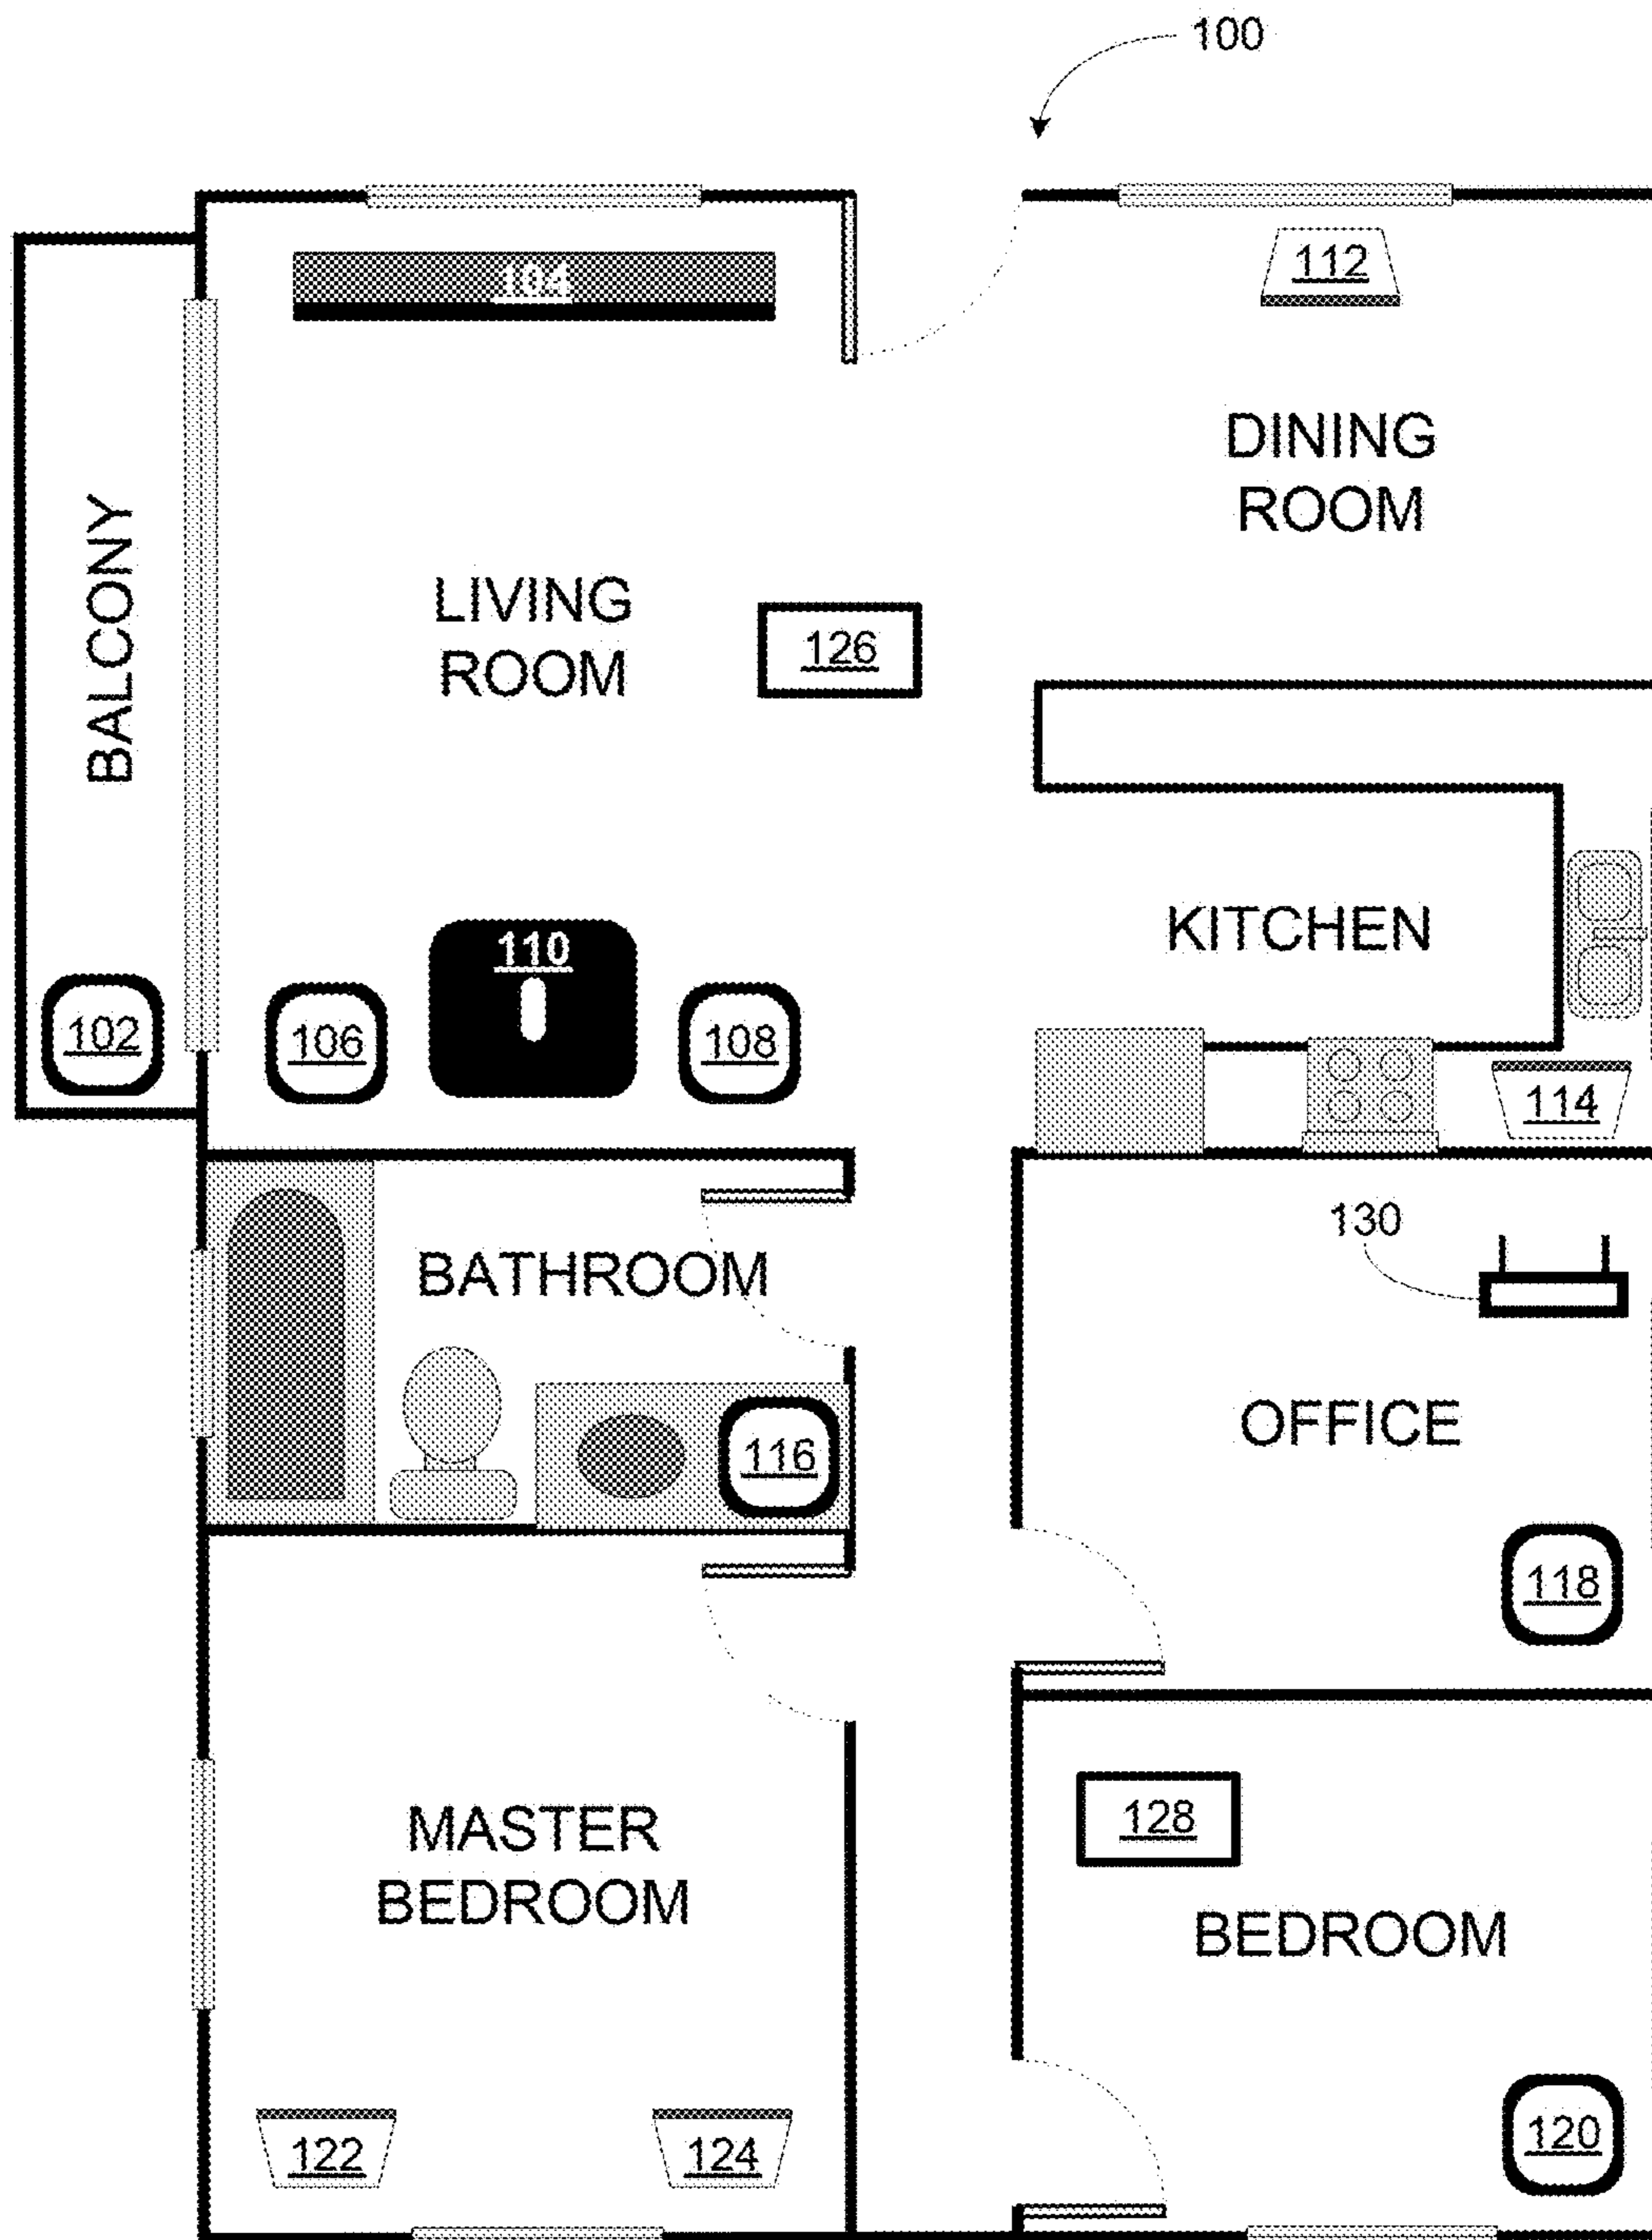 100
104
112
DINING
ROOM
BALCONY
LIVING
ROOM
126
KITCHEN
110
102
106
108
114
130
BATHROOM
OFFICE
116
118
128
MASTER
BEDROOM
BEDROOM
122
124
120